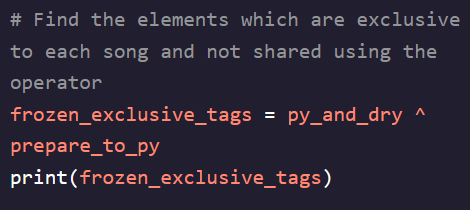 # Find the elements which are exclusive
to each song and not shared using the
operator
frozen_exclusive_tags = py_and_dry ^
prepare_to_py
print(frozen_exclusive_tags)